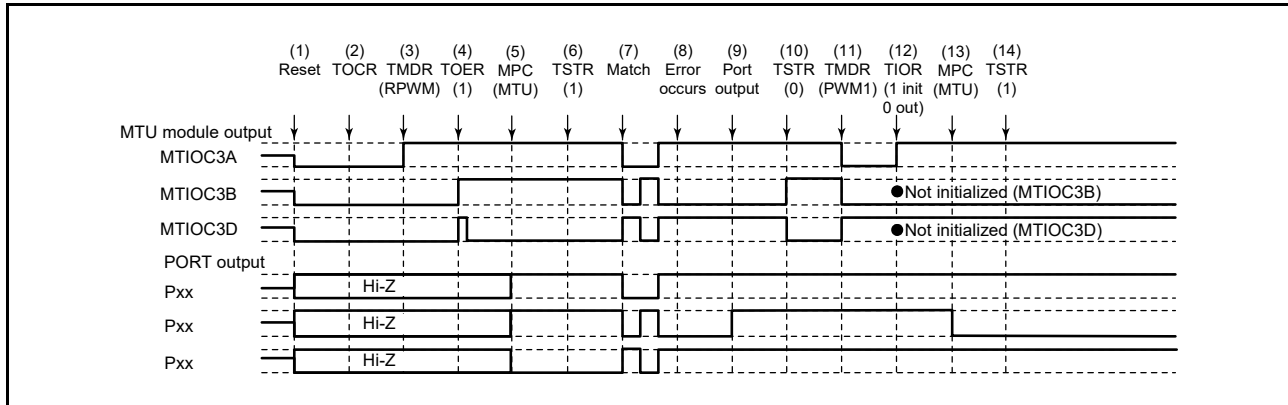 (1) Reset
(2) TOCR
(3) TMDR (RPWM)
(4) TOER (1)
(5) MPC (MTU)
(6) TSTR (1)
(7) Match
(8) Error occurs
(9) Port output
(10) TSTR (0)
(11) TMDR (PWM1)
(12) TIOR (1 init 0 out)
(13) MPC (MTU)
(14) TSTR (1)
MTU module output
MTIOC3A
MTIOC3B
●Not initialized (MTIOC3B)
MTIOC3D
●Not initialized (MTIOC3D)
PORT output
Pxx
Hi-Z
Pxx
Hi-Z
Pxx
Hi-Z